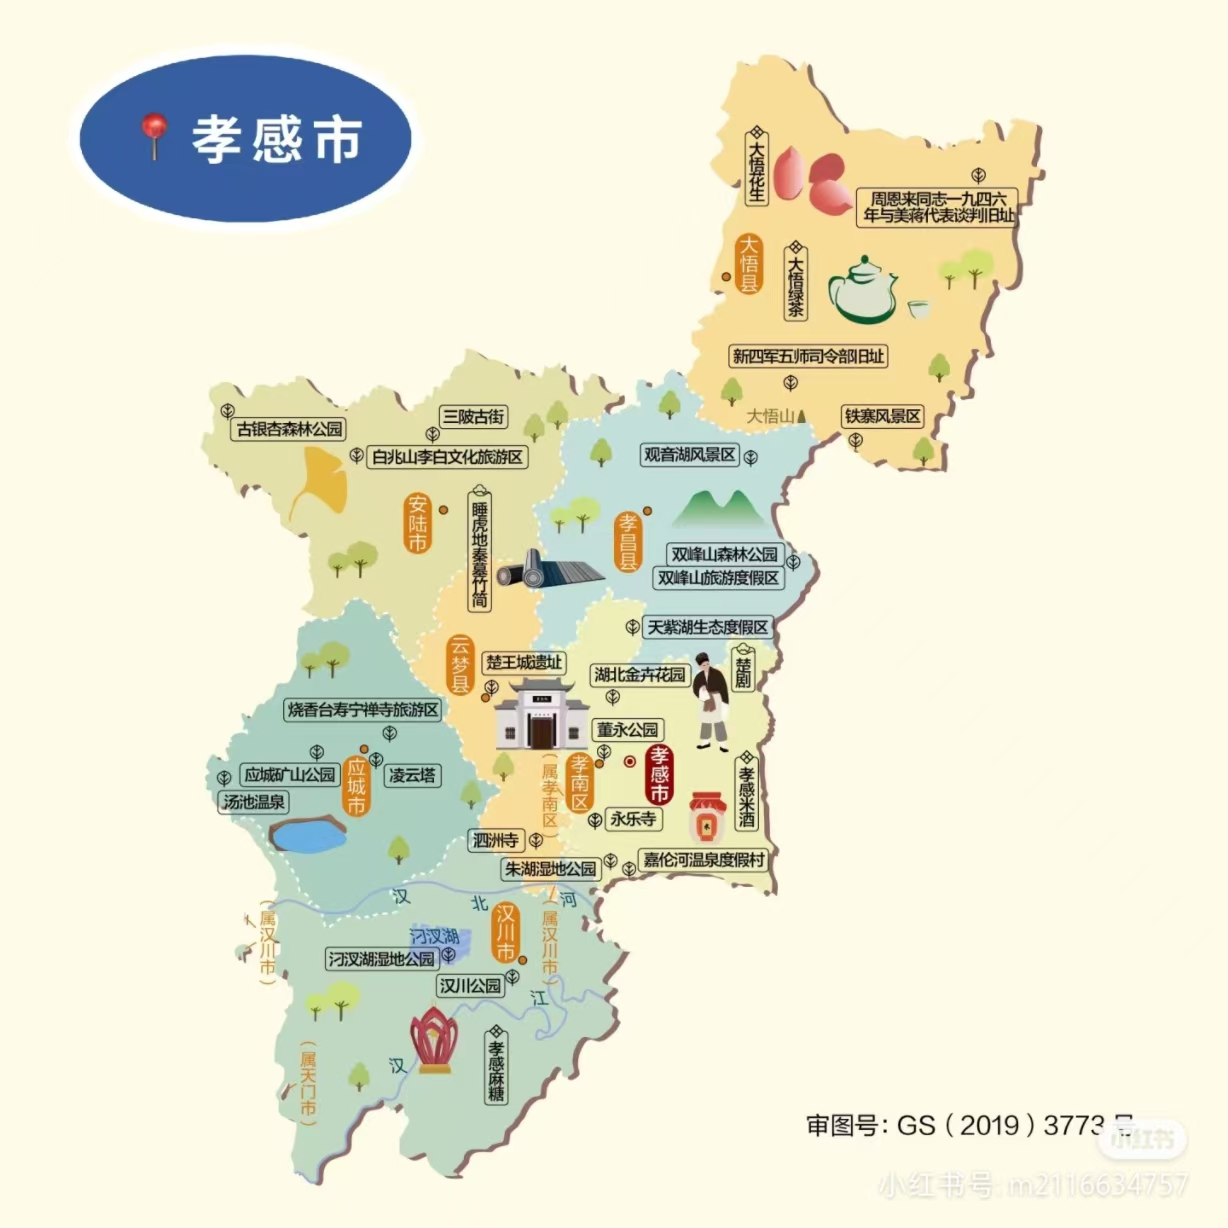 孝感市
大悟花生
周恩来同志一九四六
年与美蒋代表谈判旧址
大悟县
大悟绿茶
新四军五师司令部旧址
大悟山
铁寨风景区
古银杏森林公园
三陂古街
白兆山李白文化旅游区
观音湖风景区
安陆市
睡虎地秦墓竹简
孝昌县
双峰山森林公园
双峰山旅游度假区
天紫湖生态度假区
云梦县
楚王城遗址
湖北金卉花园
楚剧
烧香台寿宁禅寺旅游区
董永公园
应城矿山公园
应城市
凌云塔
(属孝南区)
孝南区
孝感市
孝感米酒
汤池温泉
永乐寺
泗洲寺
朱湖湿地公园
嘉伦河温泉度假村
汉
北
河
(属汉川市)
汈汊湖
汉川市
(属汉川市)
汈汊湖湿地公园
汉川公园
江
汉
孝感麻糖
(属天门市)
审图号：GS（2019）3773号
小红书
小红书号：m2116634757